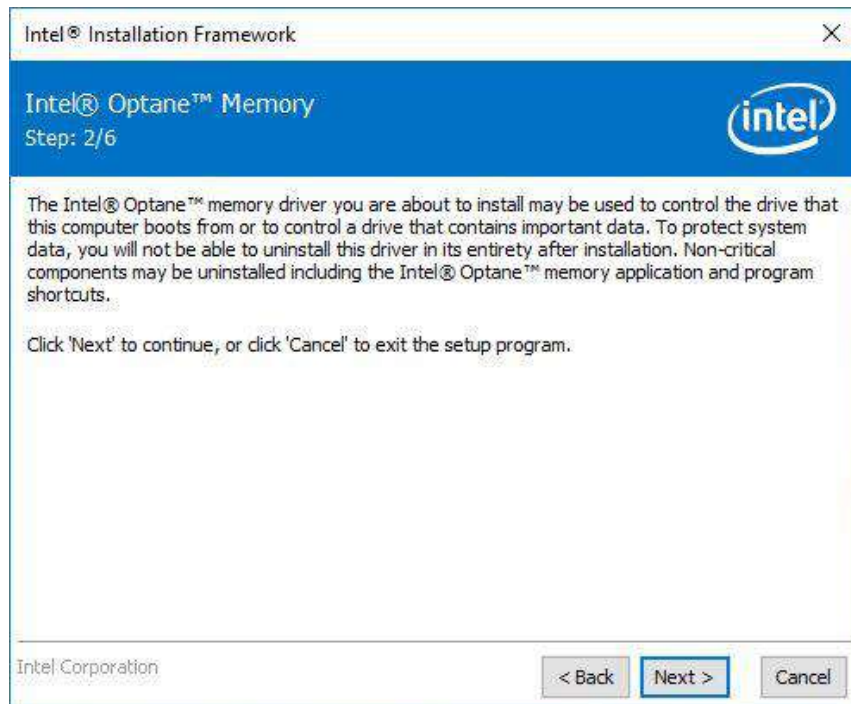 Intel® Installation Framework
Intel® Optane™ Memory
Step: 2/6
intel
The Intel® Optane™ memory driver you are about to install may be used to control the drive that
this computer boots from or to control a drive that contains important data. To protect system
data, you will not be able to uninstall this driver in its entirety after installation. Non-critical
components may be uninstalled including the Intel® Optane™ memory application and program
shortcuts.
Click 'Next' to continue, or click 'Cancel' to exit the setup program.
Intel Corporation
< Back
Next >
Cancel